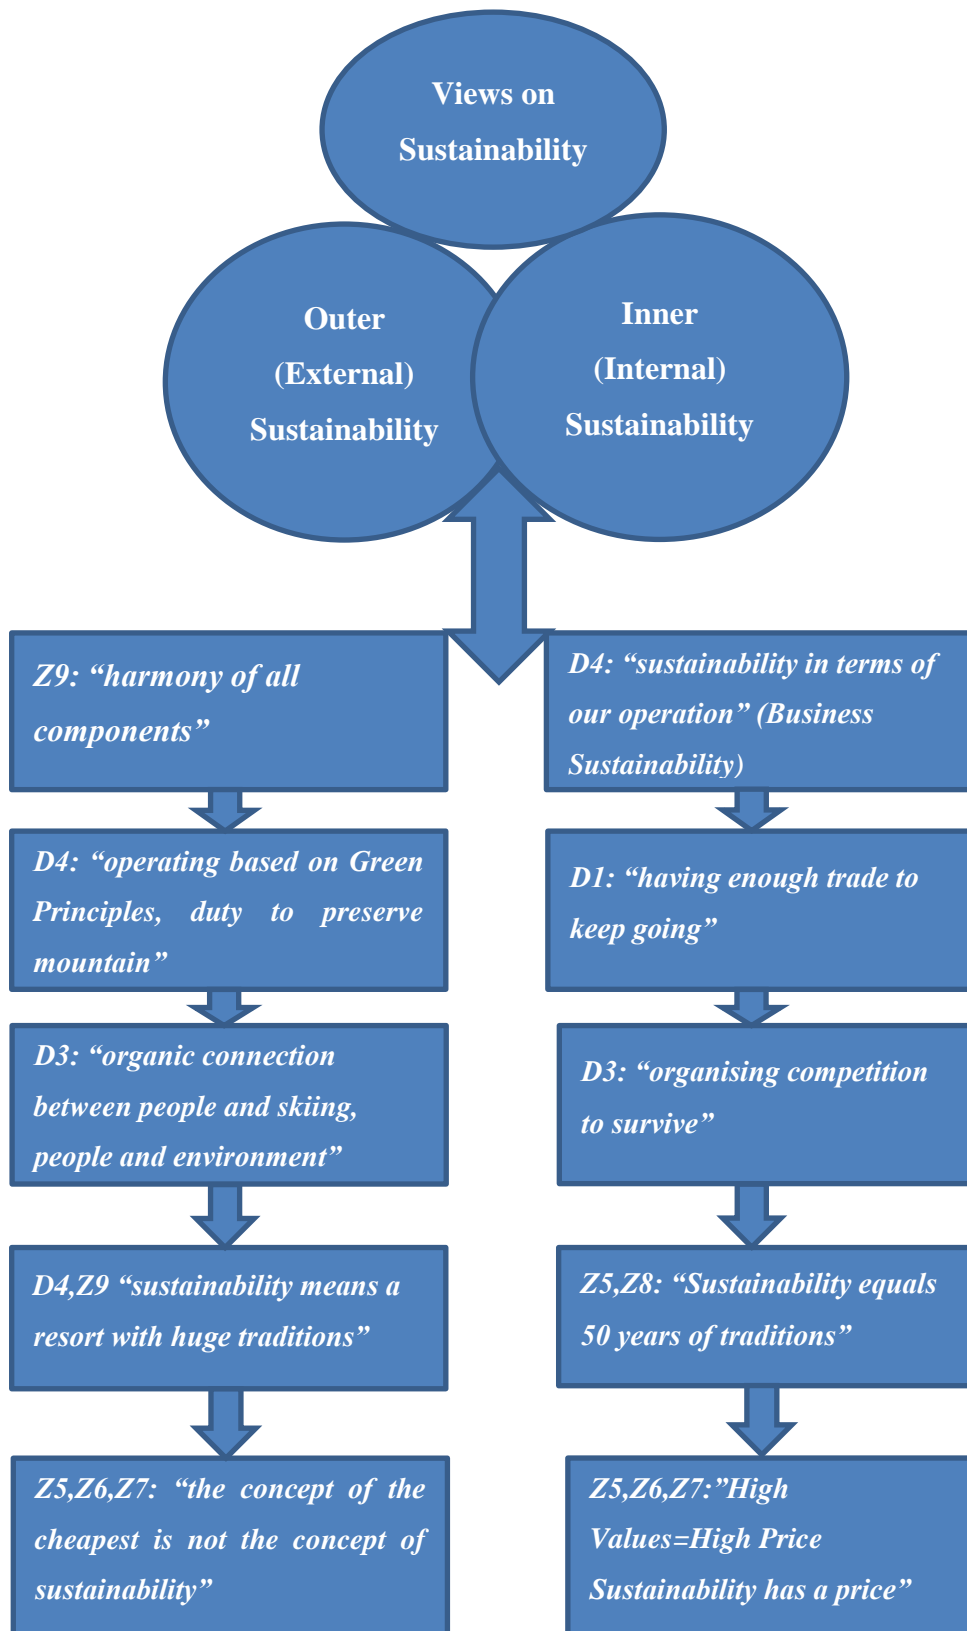 Views on
Sustainability
Outer
(External)
Sustainability
Inner
(Internal)
Sustainability
Z9: “harmony of all
components”
D4: “operating based on Green
Principles, duty to preserve
mountain”
D3: “organic connection
between people and skiing,
people and environment”
D4,Z9 “sustainability means a
resort with huge traditions”
Z5,Z6,Z7: “the concept of the
cheapest is not the concept of
sustainability”
D4: “sustainability in terms of
our operation” (Business
Sustainability)
D1: “having enough trade to
keep going”
D3: “organising competition
to survive”
Z5,Z8: “Sustainability equals
50 years of traditions”
Z5,Z6,Z7:”High
Values=High Price
Sustainability has a price”